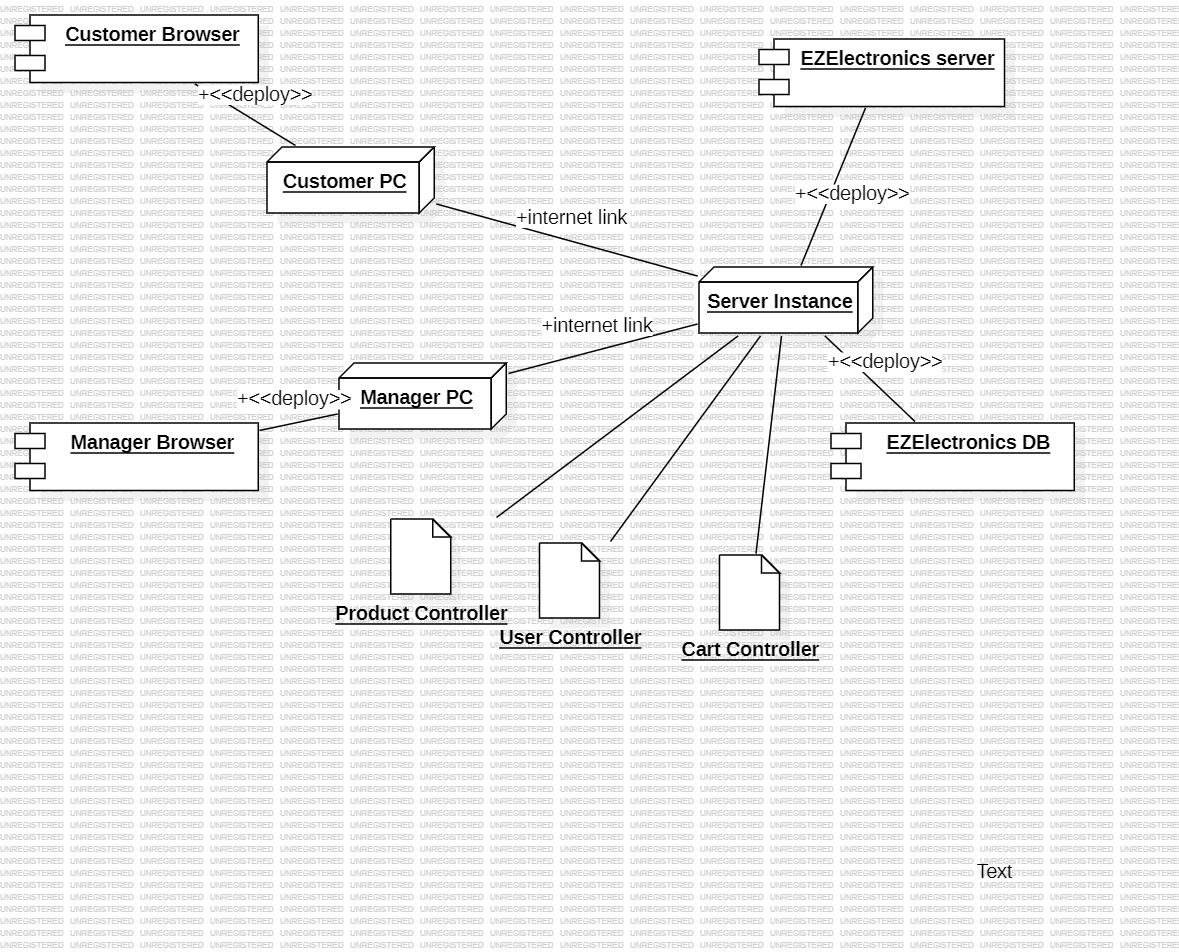 Customer Browser
EZElectronics server
+<<deploy>>
Customer PC
+<<deploy>>
+internet link
Server Instance
+internet link
+<<deploy>>
+<<deploy>>
Manager PC
Manager Browser
EZElectronics DB
Product Controller
User Controller
Cart Controller
Text
UNREGISTERED